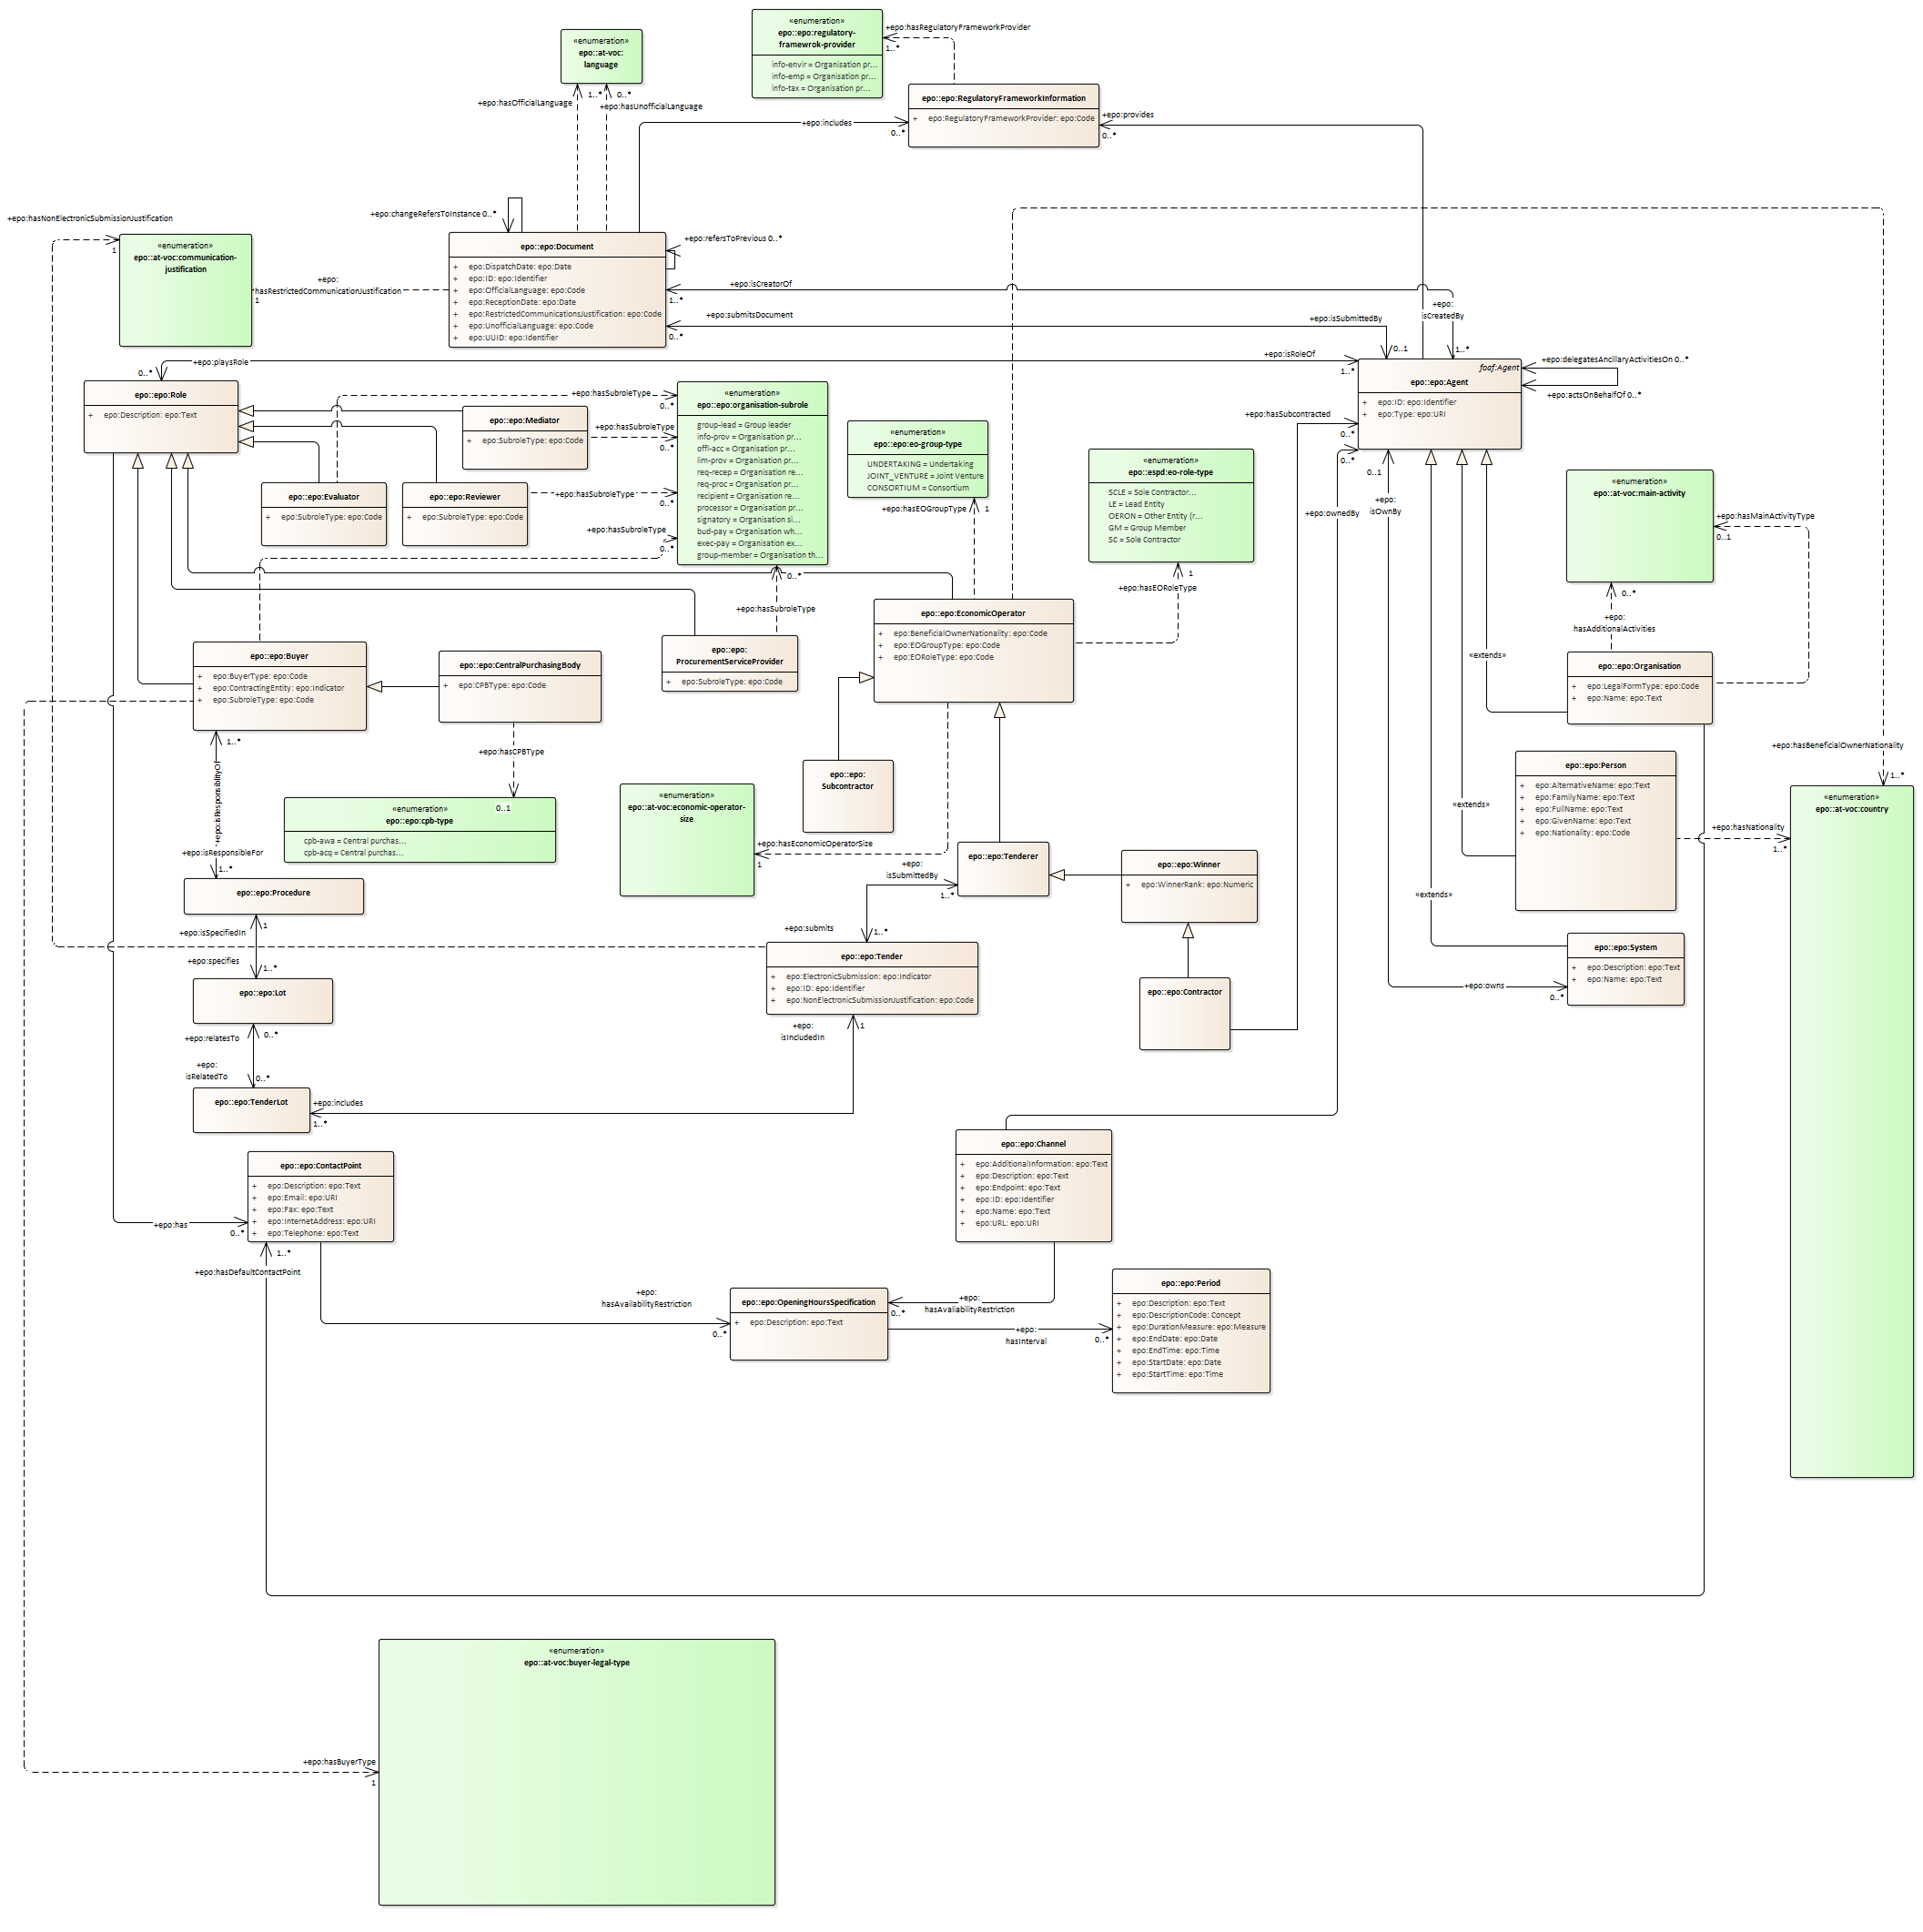 «enumeration»
epo::at-voc:
language
«enumeration»
epo::epo:regulatory-
framewrok-provider
info-envir = Organisation pr...
info-emp = Organisation pr...
info-tax = Organisation pr...
+epo:hasRegulatoryFrameworkProvider
1..*
epo::epo:RegulatoryFrameworkInformation
+ epo:RegulatoryFrameworkProvider: epo:Code
+epo:includes
0..*
+epo:provides
0..*
+epo:hasOfficialLanguage
1..*
0..*
+epo:hasUnofficialLanguage
+epo:hasNonElectronicSubmissionJustification
1
«enumeration»
epo::at-voc:communication-
justification
+epo:changeRefersToInstance 0..*
+epo:refersToPrevious 0..*
epo::epo:Document
+ epo:DispatchDate: epo:Date
+ epo:ID: epo:Identifier
+ epo:OfficialLanguage: epo:Code
+ epo:ReceptionDate: epo:Date
+ epo:RestrictedCommunicationsJustification: epo:Code
+ epo:UnofficialLanguage: epo:Code
+ epo:UUID: epo:Identifier
+epo:
hasRestrictedCommunicationJustification
1
+epo:isCreatorOf
1..*
+epo:
isCreatedBy
1..*
+epo:submitsDocument
0..*
+epo:isSubmittedBy
0..1
+epo:playsRole
0..*
+epo:isRoleOf
1..*
foaf:Agent
epo::epo:Agent
+ epo:ID: epo:Identifier
+ epo:Type: epo:URI
+epo:delegatesAncillaryActivitiesOn 0..*
+epo:actsOnBehalfOf 0..*
epo::epo:Role
+ epo:Description: epo:Text
epo::epo:Mediator
+ epo:SubroleType: epo:Code
epo::epo:Evaluator
+ epo:SubroleType: epo:Code
epo::epo:Reviewer
+ epo:SubroleType: epo:Code
+epo:hasSubroleType
0..*
+epo:hasSubroleType
0..*
+epo:hasSubroleType
0..*
+epo:hasSubroleType
0..*
«enumeration»
epo::epo:organisation-subrole
group-lead = Group leader
info-prov = Organisation pr...
offi-acc = Organisation pr...
lim-prov = Organisation pr...
req-recep = Organisation re...
req-proc = Organisation pr...
recipient = Organisation re...
processor = Organisation pr...
signatory = Organisation si...
bud-pay = Organisation wh...
exec-pay = Organisation ex...
group-member = Organisation th...
0..*
+epo:hasSubroleType
«enumeration»
epo::epo:eo-group-type
UNDERTAKING = Undertaking
JOINT_VENTURE = Joint Venture
CONSORTIUM = Consortium
+epo:hasEOGroupType
1
«enumeration»
epo::espd:eo-role-type
SCLE = Sole Contractor...
LE = Lead Entity
OERON = Other Entity (r...
GM = Group Member
SC = Sole Contractor
1
+epo:hasEORoleType
+epo:hasSubcontracted
0..*
0..*
+epo:ownedBy
0..1
+epo:
isOwnBy
«enumeration»
epo::at-voc:main-activity
+epo:hasMainActivityType
0..1
0..*
+epo:
hasAdditionalActivities
«extends»
epo::epo:Organisation
+ epo:LegalFormType: epo:Code
+ epo:Name: epo:Text
epo::epo:EconomicOperator
+ epo:BeneficialOwnerNationality: epo:Code
+ epo:EOGroupType: epo:Code
+ epo:EORoleType: epo:Code
epo::epo:
ProcurementServiceProvider
+ epo:SubroleType: epo:Code
epo::epo:Buyer
+ epo:BuyerType: epo:Code
+ epo:ContractingEntity: epo:Indicator
+ epo:SubroleType: epo:Code
epo::epo:CentralPurchasingBody
+ epo:CPBType: epo:Code
+epo:hasCPBType
«enumeration»
0..1
epo::epo:cpb-type
cpb-awa = Central purchas...
cpb-acq = Central purchas...
1..*
+epo:isResponsiblityOf
+epo:isResponsibleFor
1..*
epo::epo:Procedure
epo::epo:
Subcontractor
«enumeration»
epo::at-voc:economic-operator-
size
+epo:hasEconomicOperatorSize
1
epo::epo:Tenderer
+epo:
isSubmittedBy
1..*
epo::epo:Winner
+ epo:WinnerRank: epo:Numeric
epo::epo:Person
+ epo:AlternativeName: epo:Text
+ epo:FamilyName: epo:Text
+ epo:FullName: epo:Text
+ epo:GivenName: epo:Text
+ epo:Nationality: epo:Code
«extends»
+epo:hasBeneficialOwnerNationality
1..*
+epo:hasNationality
1..*
«enumeration»
epo::at-voc:country
«extends»
epo::epo:System
+ epo:Description: epo:Text
+ epo:Name: epo:Text
+epo:owns
0..*
+epo:isSpecifiedIn
1
+epo:specifies
1..*
epo::epo:Lot
+epo:submits
1..*
epo::epo:Tender
+ epo:ElectronicSubmission: epo:Indicator
+ epo:ID: epo:Identifier
+ epo:NonElectronicSubmissionJustification: epo:Code
+epo:
isIncludedIn
1
epo::epo:Contractor
+epo:relatesTo
0..*
+epo:
isRelatedTo
0..*
epo::epo:TenderLot
+epo:includes
1..*
epo::epo:ContactPoint
+ epo:Description: epo:Text
+ epo:Email: epo:URI
+ epo:Fax: epo:Text
+ epo:InternetAddress: epo:URI
+ epo:Telephone: epo:Text
+epo:has
0..*
1..*
+epo:hasDefaultContactPoint
epo::epo:Channel
+ epo:AdditionalInformation: epo:Text
+ epo:Description: epo:Text
+ epo:Endpoint: epo:Text
+ epo:ID: epo:Identifier
+ epo:Name: epo:Text
+ epo:URL: epo:URI
+epo:
hasAvailabilityRestriction
0..*
epo::epo:OpeningHoursSpecification
+ epo:Description: epo:Text
+epo:
hasAvaliabilityRestriction
0..*
+epo:
hasInterval
0..*
epo::epo:Period
+ epo:Description: epo:Text
+ epo:DescriptionCode: Concept
+ epo:DurationMeasure: epo:Measure
+ epo:EndDate: epo:Date
+ epo:EndTime: epo:Time
+ epo:StartDate: epo:Date
+ epo:StartTime: epo:Time
«enumeration»
epo::at-voc:buyer-legal-type
+epo:hasBuyerType
1